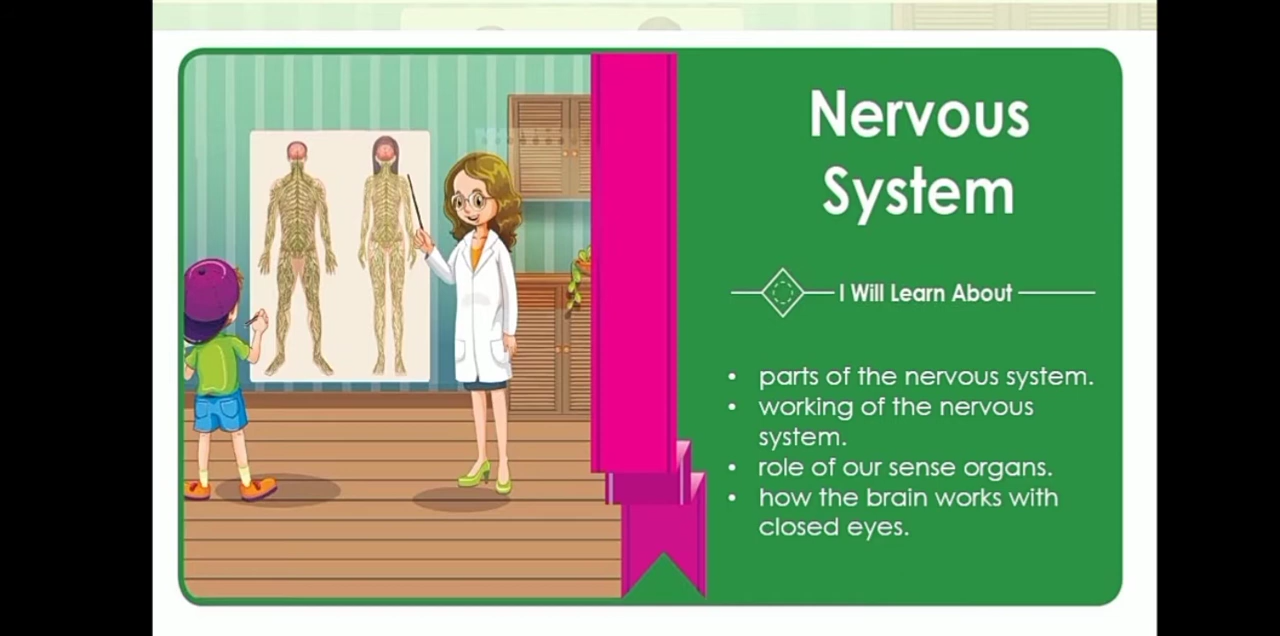 Nervous
System
I Will Learn About
• parts of the nervous system.
• working of the nervous
system.
• role of our sense organs.
• how the brain works with
closed eyes.